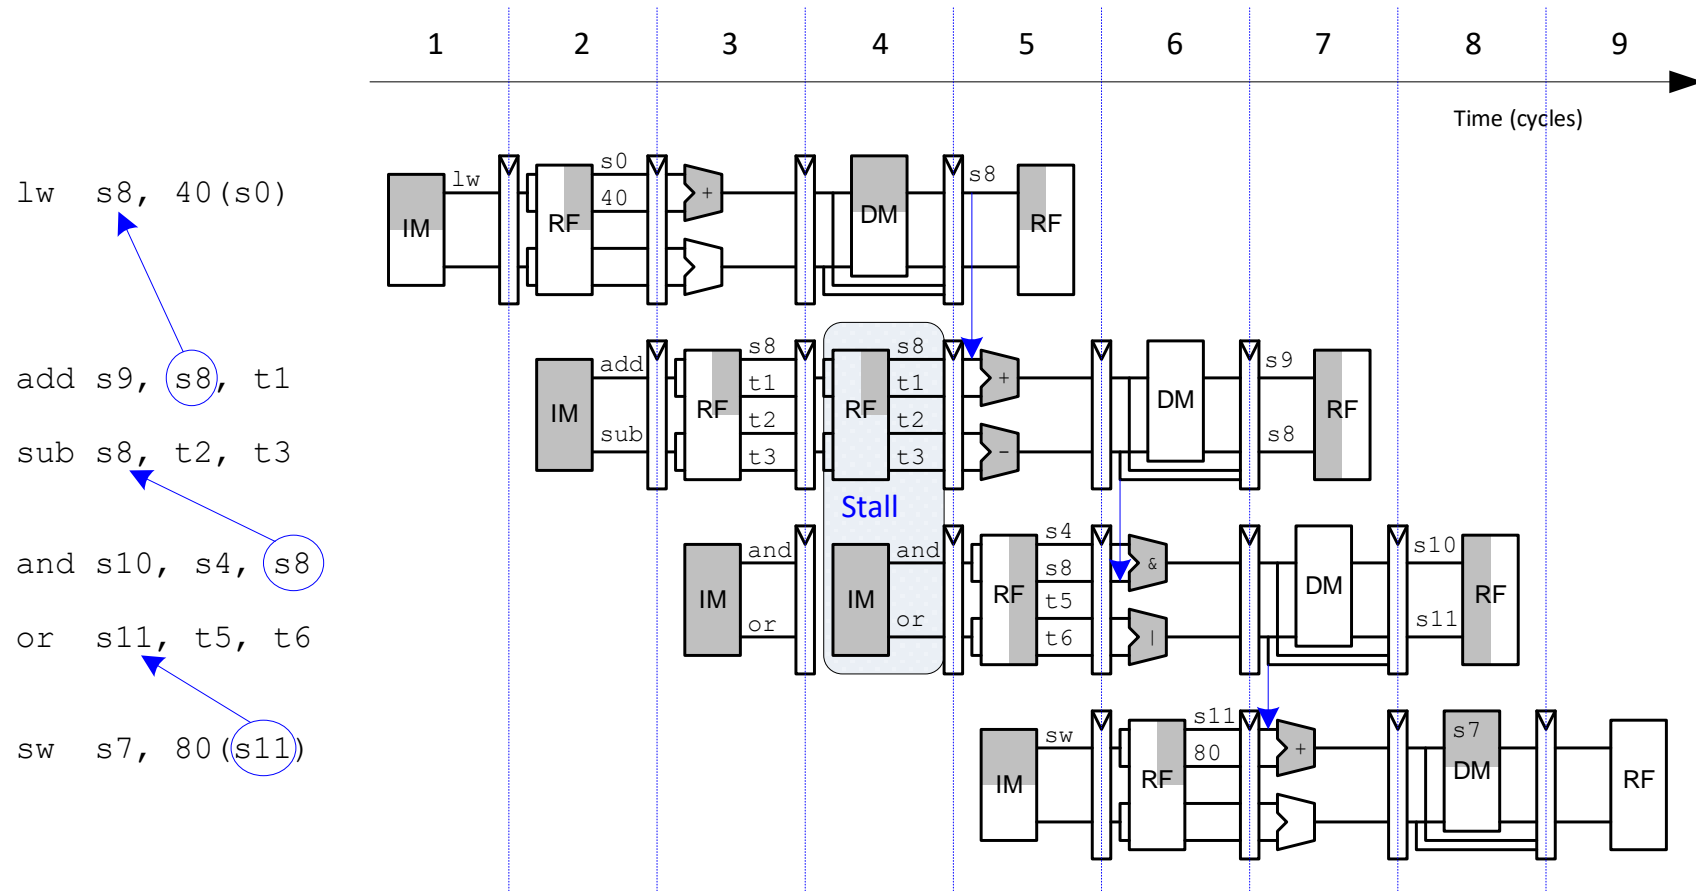 1 2 3 4 5 6 7 8 9
Time (cycles)
lw s8, 40(s0)
IM lw RF s0 40 + DM s8 RF
add s9, s8, t1
sub s8, t2, t3
IM add sub RF s8 t1 t2 t3 RF s8 t1 t2 t3 + - DM s9 s8 RF
Stall
and s10, s4, s8
or s11, t5, t6
IM and or IM and or RF s4 s8 t5 t6 & | DM s10 s11 RF
sw s7, 80(s11)
IM sw RF s11 80 + s7 DM RF